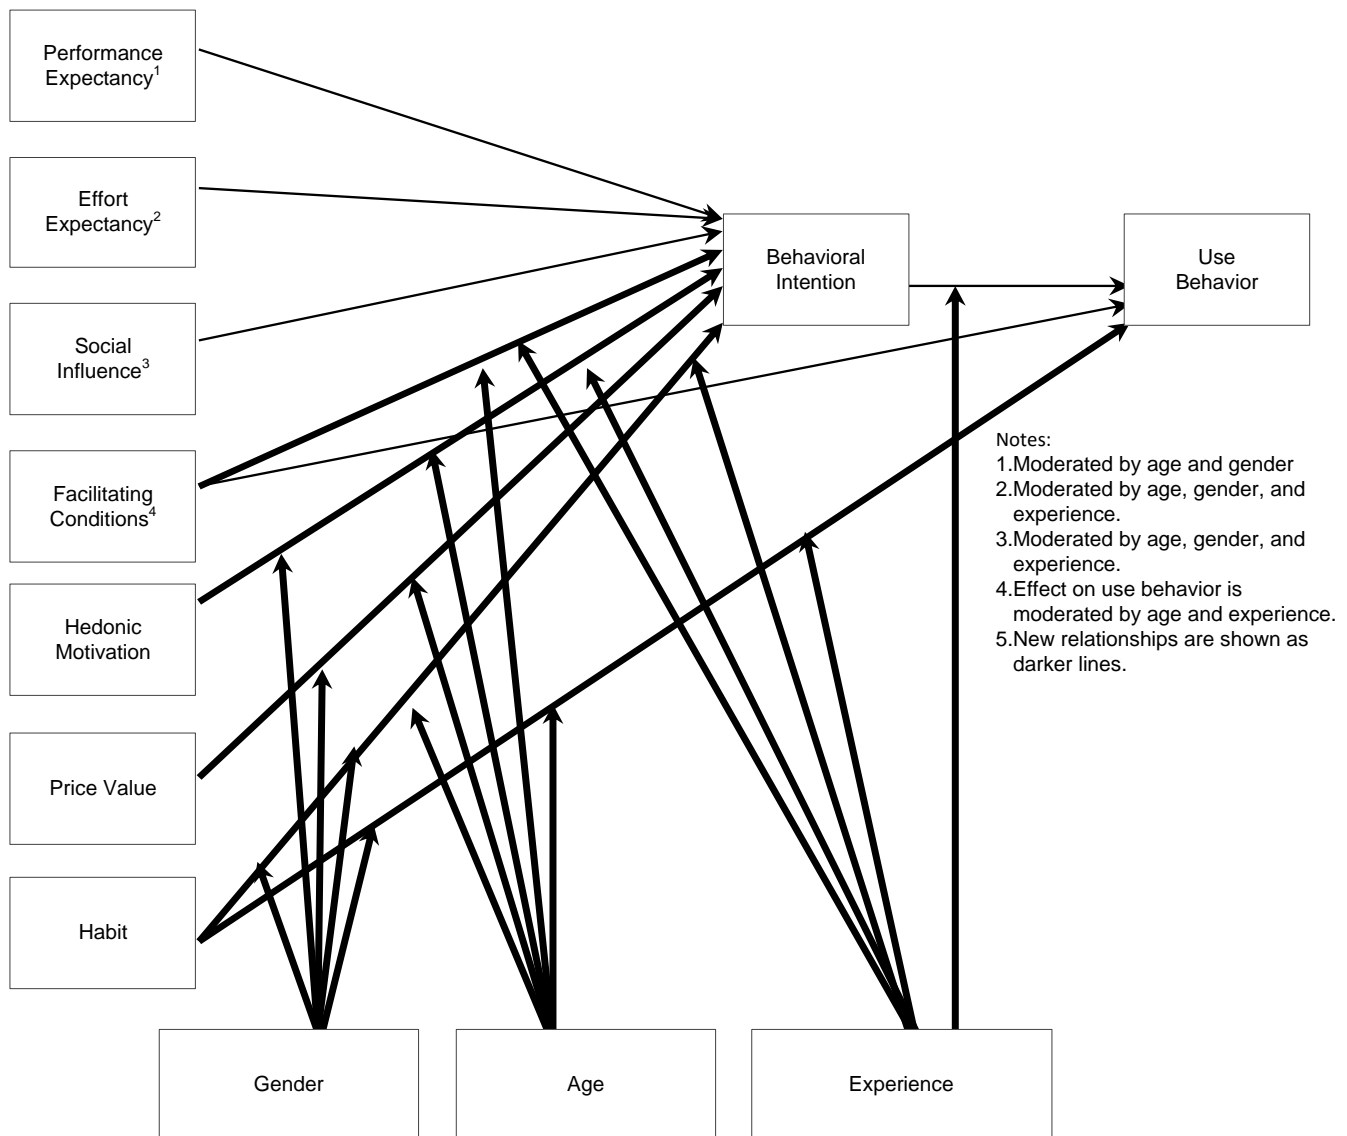 Performance
Expectancy1
Effort
Expectancy2
Social
Influence3
Facilitating
Conditions4
Hedonic
Motivation
Price Value
Habit
Behavioral
Intention
Use
Behavior
Notes:
1.Moderated by age and gender
2.Moderated by age, gender, and
experience.
3.Moderated by age, gender, and
experience.
4.Effect on use behavior is
moderated by age and experience.
5.New relationships are shown as
darker lines.
Gender
Age
Experience